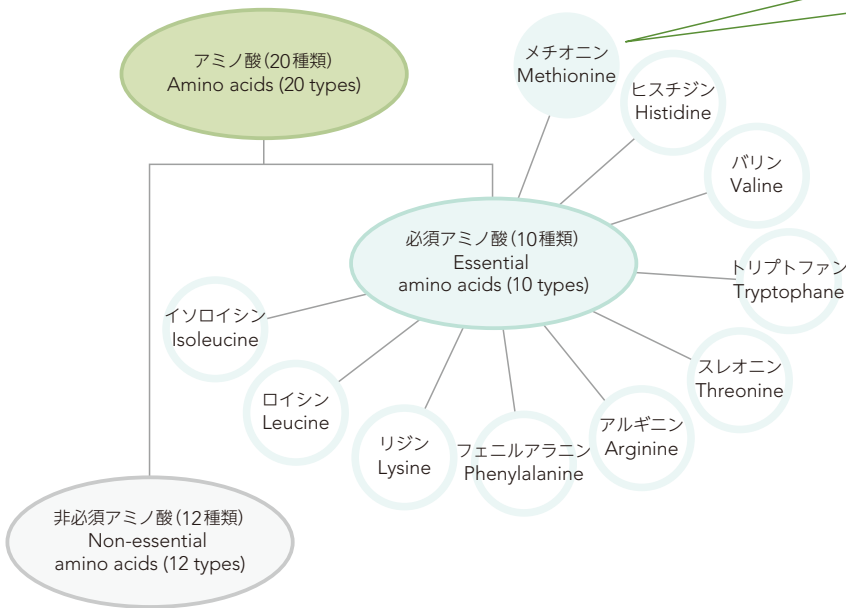 アミノ酸(20種類)
Amino acids (20 types)
メチオニン
Methionine
ヒスチジン
Histidine
バリン
Valine
必須アミノ酸(10種類)
Essential
amino acids (10 types)
トリプトファン
Tryptophane
イソロイシン
Isoleucine
スレオニン
Threonine
ロイシン
Leucine
アルギニン
Arginine
リジン
Lysine
フェニルアラニン
Phenylalanine
非必須アミノ酸(12種類)
Non-essential
amino acids (12 types)